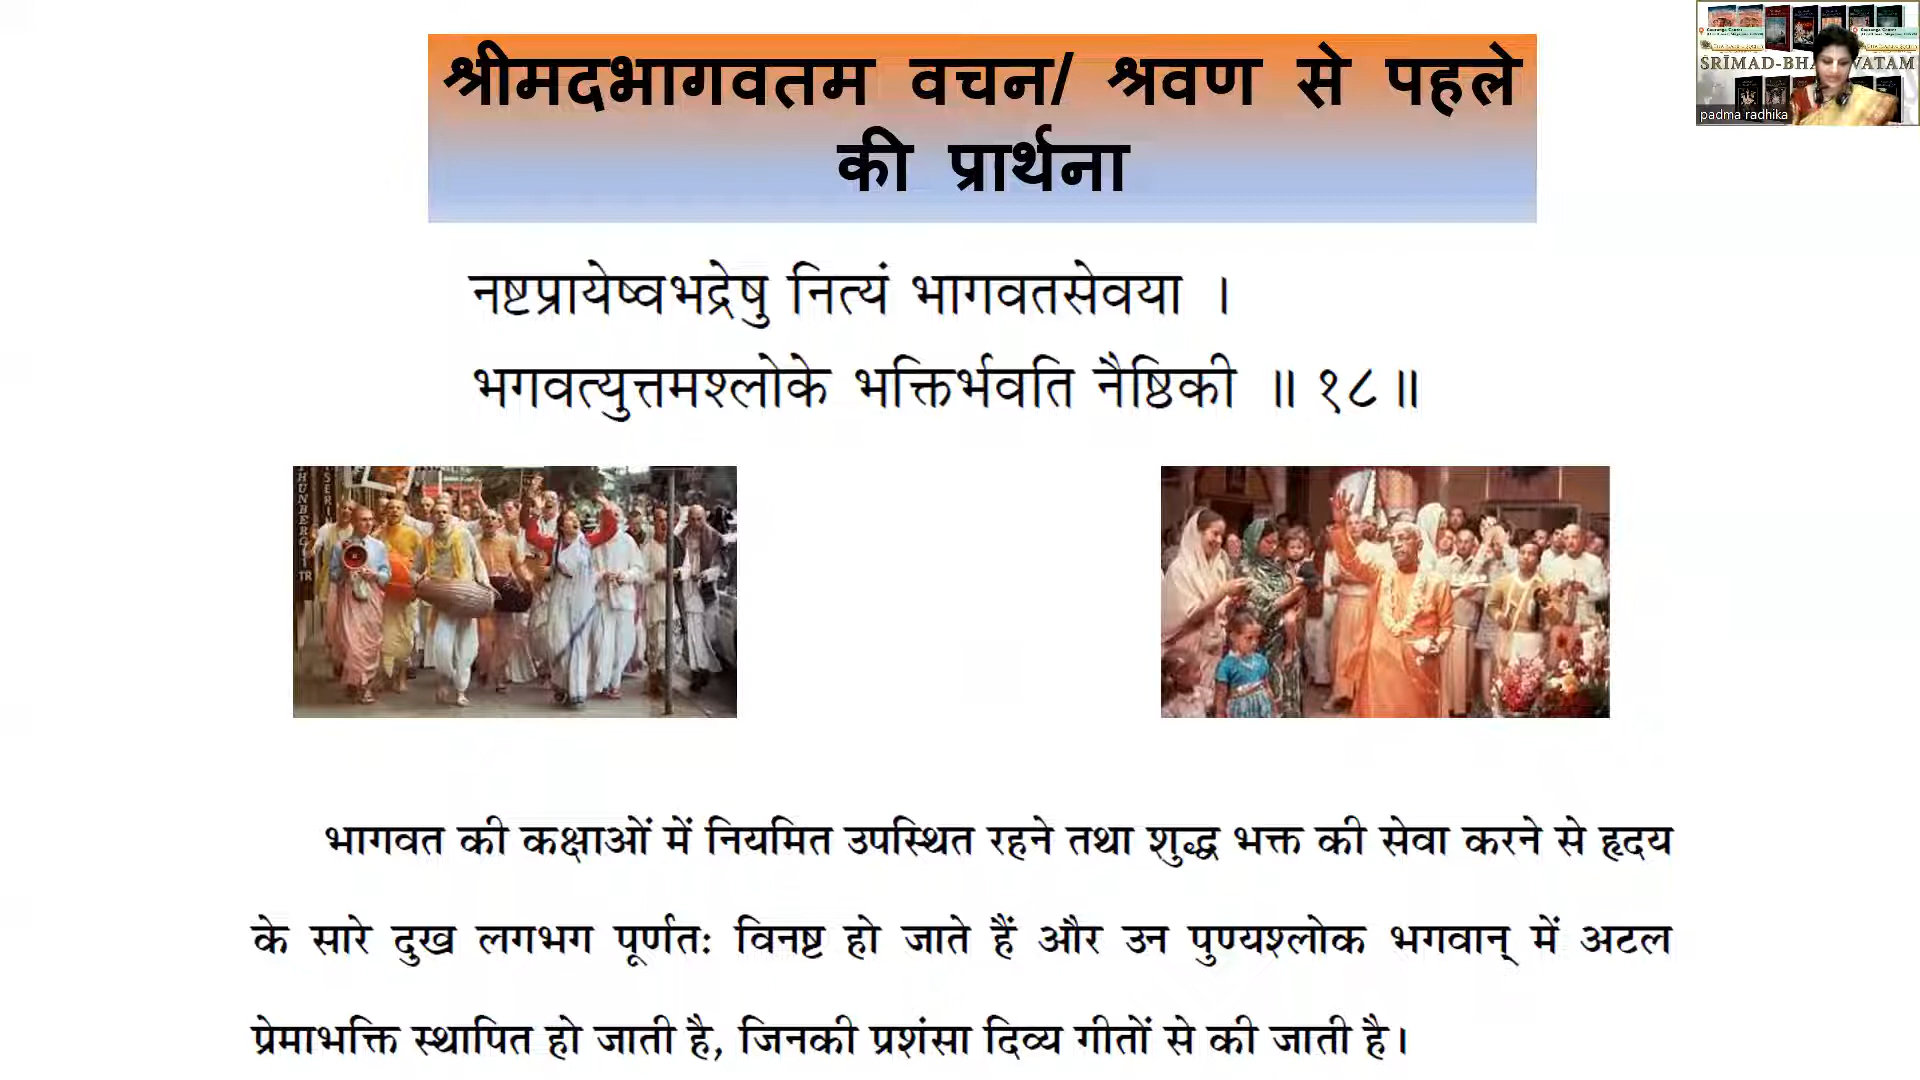 श्रीमदभागवतम वचन/ श्रवण से पहले
की प्रार्थना
SRIMAD-BHA VATAM
padma radhika
नष्टप्रायेष्वभद्रेषु नित्यं भागवतसेवया ।
भगवत्युत्तमश्लोके भक्तिर्भवति नैष्ठिकी ॥ १८॥
भागवत की कक्षाओं में नियमित उपस्थित रहने तथा शुद्ध भक्त की सेवा करने से हृदय
के सारे दुख लगभग पूर्णतः विनष्ट हो जाते हैं और उन पुण्यश्लोक भगवान् में अटल
प्रेमाभक्ति स्थापित हो जाती है, जिनकी प्रशंसा दिव्य गीतों से की जाती है।